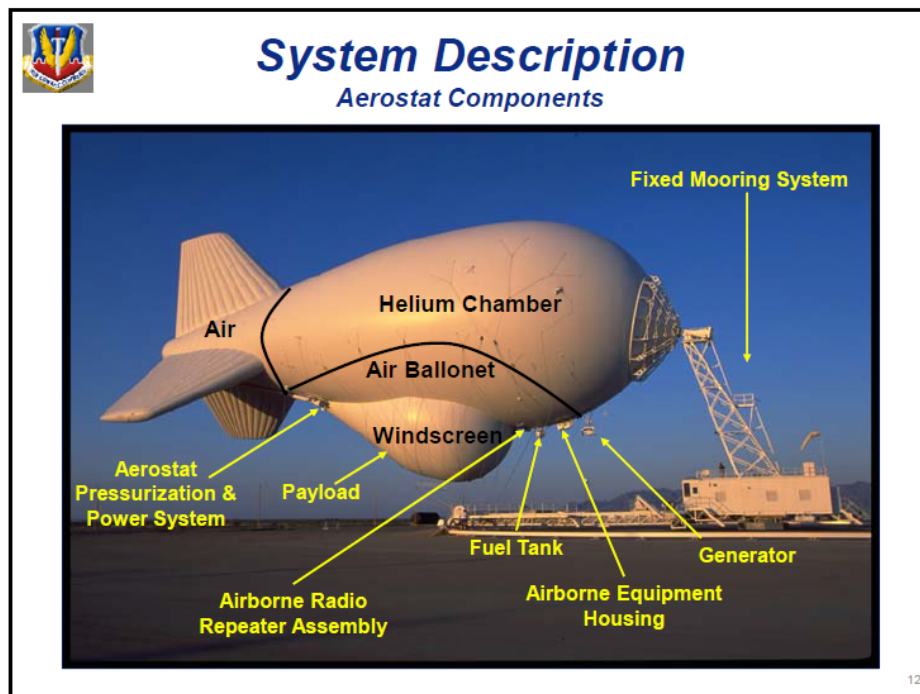 System Description
Aerostat Components
Fixed Mooring System
Helium Chamber
Air
Air Ballonet
Windscreen
Aerostat
Pressurization &
Power System
Payload
Fuel Tank
Generator
Airborne Radio
Repeater Assembly
Airborne Equipment
Housing
12